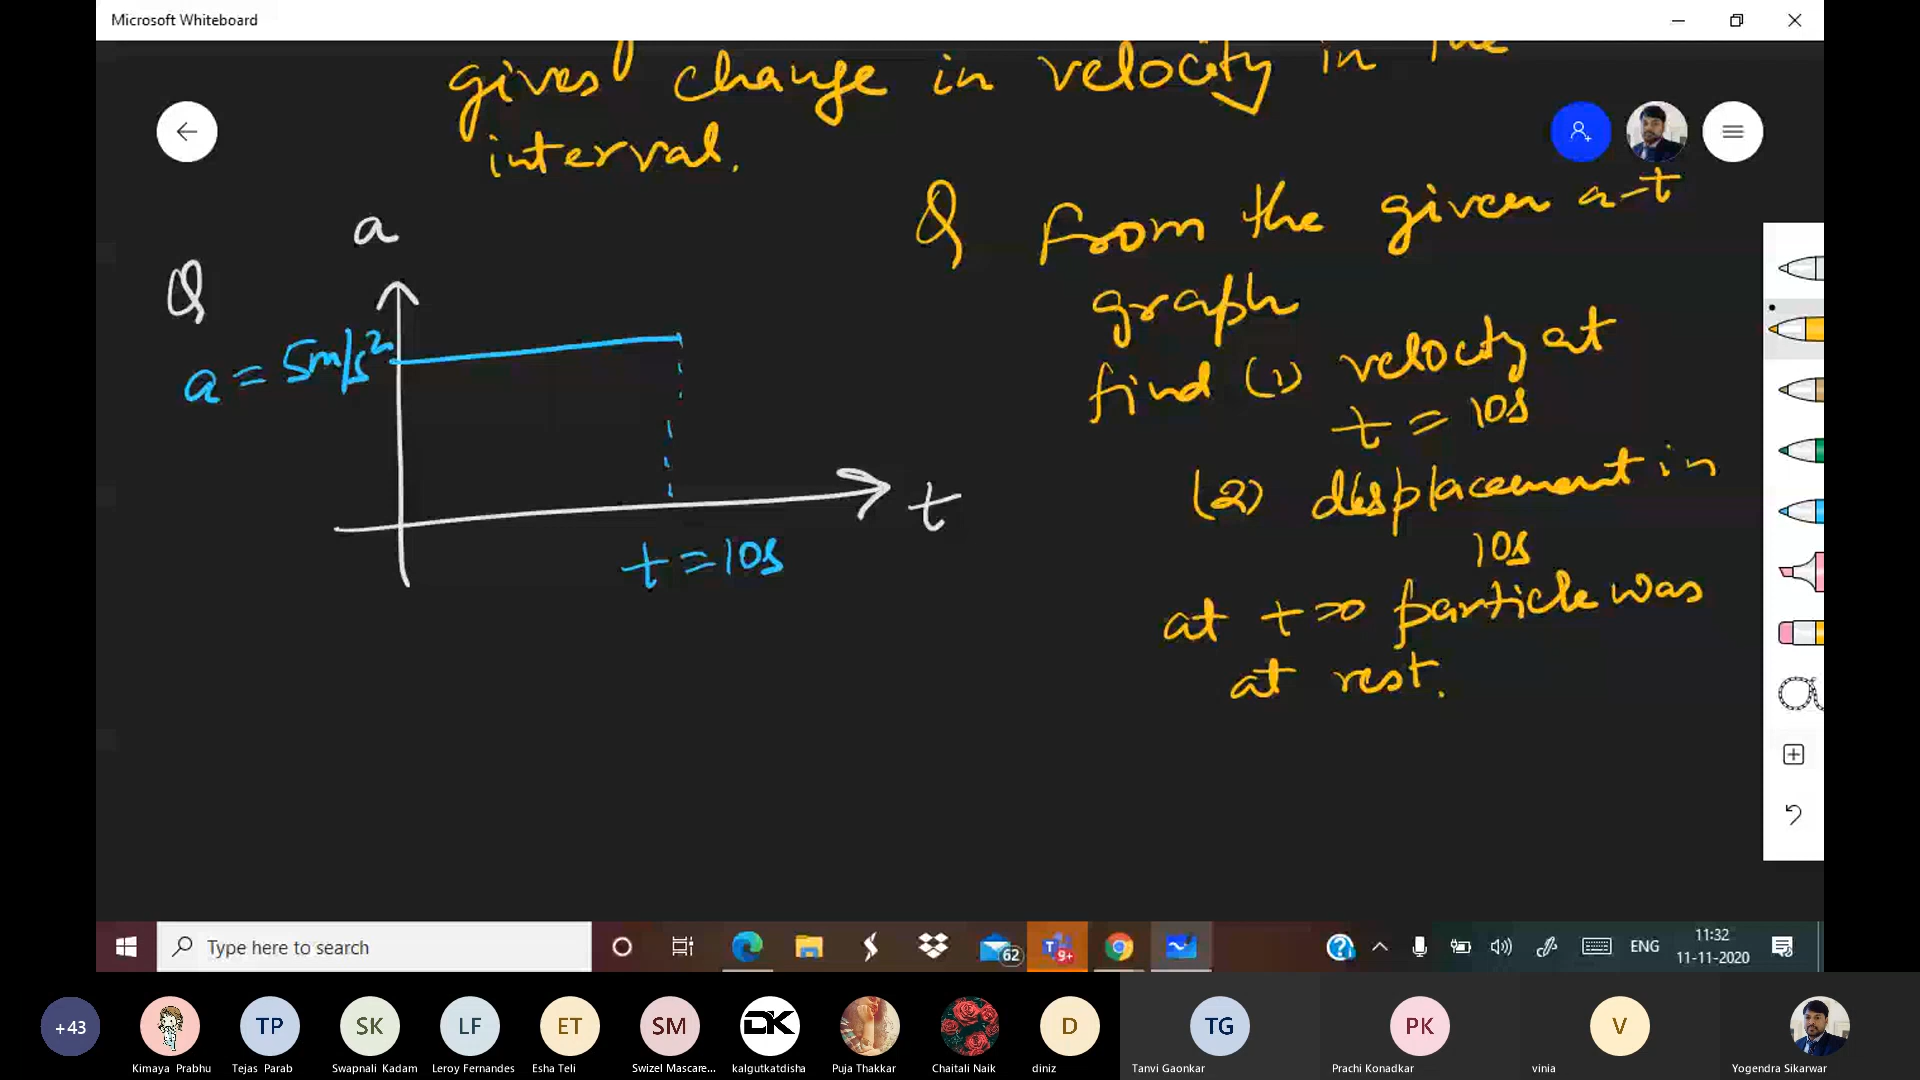 Microsoft Whiteboard
gives change in velocity in the
interval.
Q
a
a = 5m/s²
t
t = 10s
Q from the given a-t
graph
find (1) velocity at
t = 10s
(2) displacement in
10s
at t=0 particle was
at rest.
Type here to search
62
9+
ENG
11:32
11-11-2020
+43
TP
SK
LF
ET
SM
DK
D
TG
PK
V
Kimaya Prabhu
Tejas Parab
Swapnali Kadam
Leroy Fernandes
Esha Teli
Swizel Mascare...
kalgutkatdisha
Puja Thakkar
Chaitali Naik
diniz
Tanvi Gaonkar
Prachi Konadkar
vinia
Yogendra Sikarwar